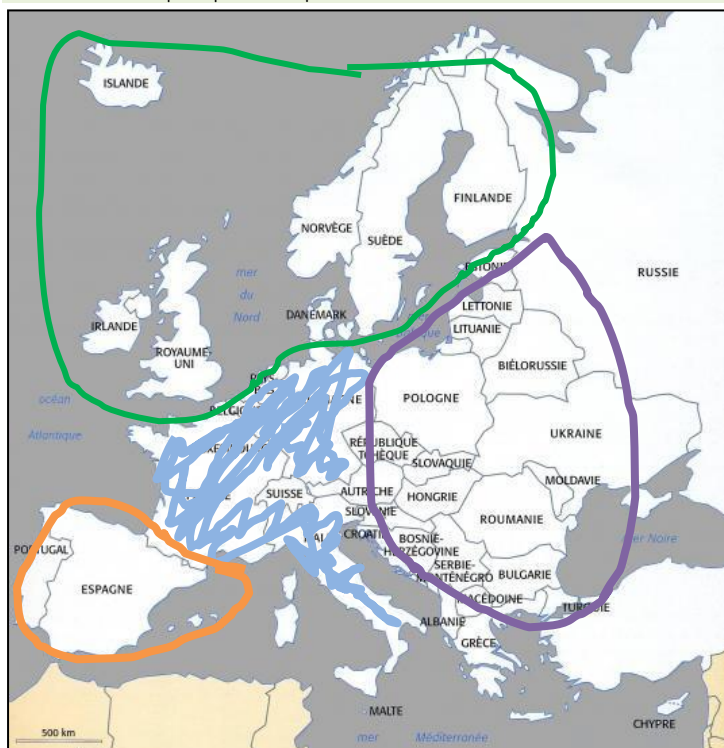 ISLANDE
FINLANDE
NORVÈGE
SUÈDE
RUSSIE
mer
du
Nord
ESTONIE
DANEMARK
LETTONIE
LITUANIE
IRLANDE
ROYAUME-
UNI
BIÉLORUSSIE
PAYS
POLOGNE
océan
Atlantique
UKRAINE
RÉPUBLIQUE
TCHÈQUE
SLOVAQUIE
MOLDAVIE
SUISSE
AUTRICHE
HONGRIE
SLOVÉNIE
ROUMANIE
CROATIE
BOSNIE-
HERZÉGOVINE
mer Noire
PORTUGAL
ESPAGNE
SERBIE-
MONTÉNÉGRO
BULGARIE
MACÉDOINE
TURQUIE
ALBANIE
GRÈCE
MALTE
CHYPRE
500 km
mer Méditerranée